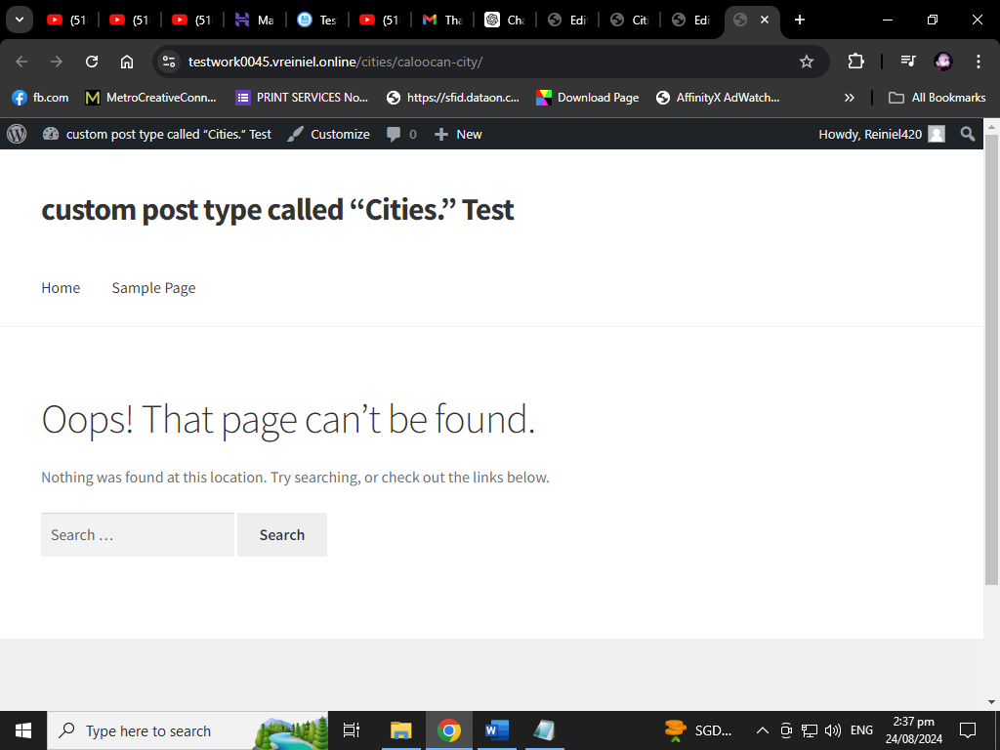 (51
(51
(51
Ma
Tes
(51
Tha
Cha
Edi
Citi
Edi
testwork0045.vreiniel.online/cities/caloocan-city/
fb.com
MetroCreativeConn...
PRINT SERVICES No...
https://sfid.dataon.c...
Download Page
AffinityX AdWatch...
»
All Bookmarks
custom post type called “Cities.” Test
Customize
0
New
Howdy, Reiniel420
custom post type called “Cities.” Test
Home
Sample Page
Oops! That page can’t be found.
Nothing was found at this location. Try searching, or check out the links below.
Search …
Search
Type here to search
SGD...
ENG
2:37 pm
24/08/2024